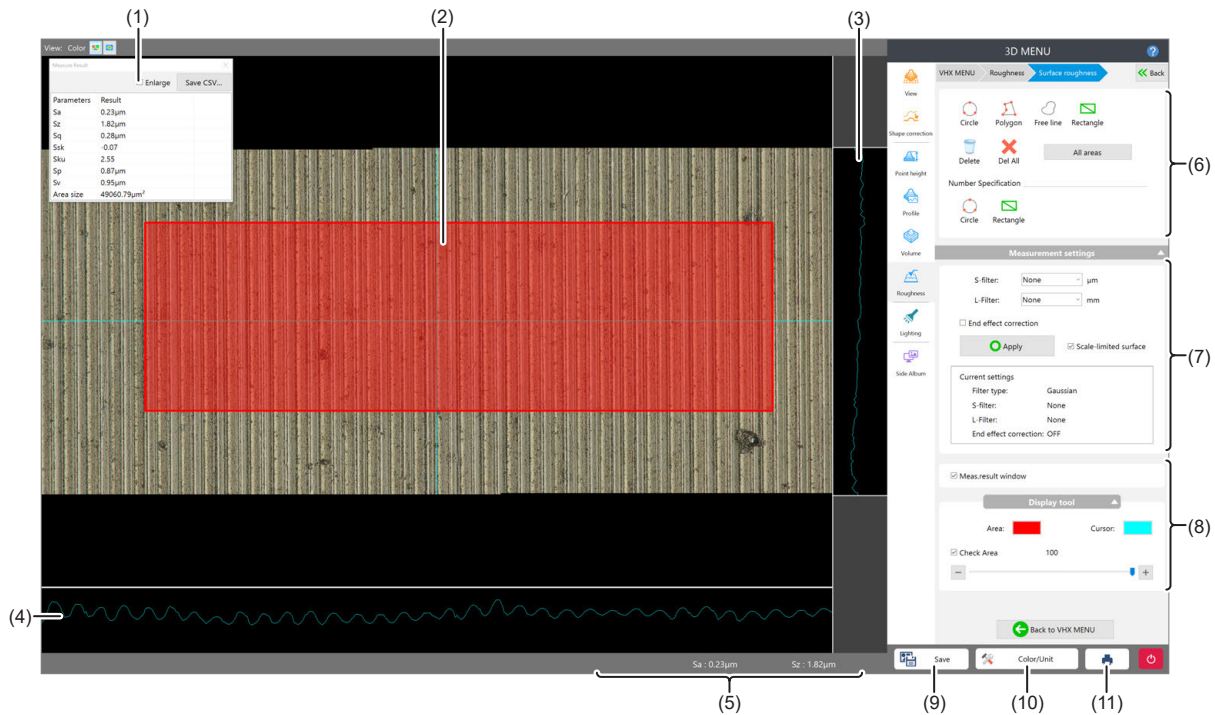 (1)
(2)
(3)
View: Color
3D MENU
?
Measure Result
Enlarge
Save CSV...
Parameters Result
Sa 0.23µm
Sz 1.82µm
Sq 0.28µm
Ssk -0.07
Sku 2.55
Sp 0.87µm
Sv 0.95µm
Area size 49060.79µm²
View
Shape correction
Point height
Profile
Volume
Roughness
Lighting
Side Album
VHX MENU Roughness Surface roughness Back
Circle Polygon Free line Rectangle
Delete Del All All areas
(6)
Number Specification
Circle Rectangle
Measurement settings
S-filter: None µm
L-Filter: None mm
End effect correction
Apply Scale-limited surface
(7)
Current settings
Filter type: Gaussian
S-filter: None
L-Filter: None
End effect correction: OFF
Meas.result window
Display tool
Area: Cursor:
(8)
Check Area 100
(4)
Back to VHX MENU
Sa : 0.23µm Sz : 1.82µm
Save
Color/Unit
(5)
(9)
(10)
(11)